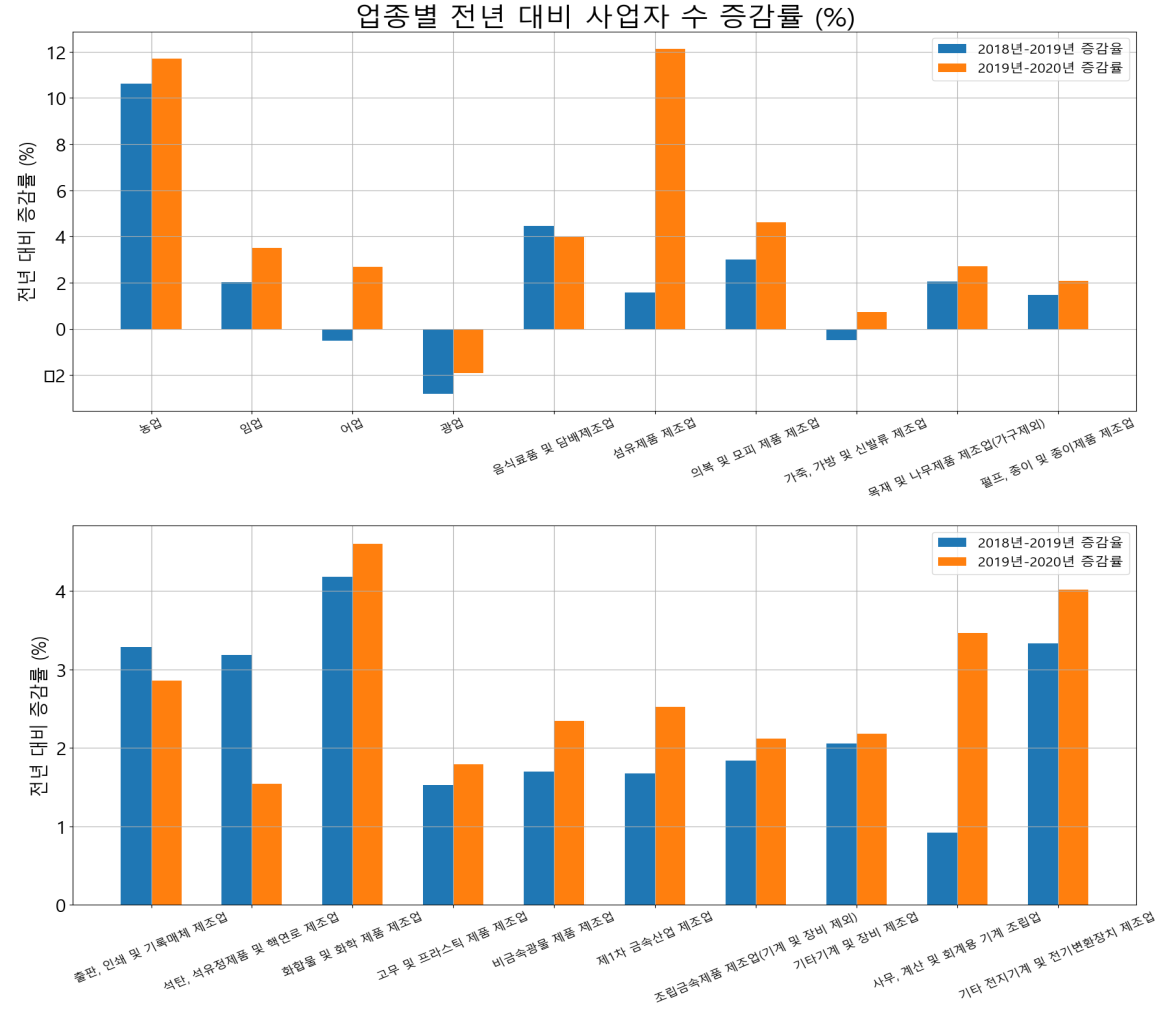 업종별 전년 대비 사업자 수 증감률 (%)
전년 대비 증감률 (%)
12
10
8
6
4
2
0
□2
2018년-2019년 증감율
2019년-2020년 증감률
농업
임업
어업
광업
음식료품 및 담배제조업
섬유제품 제조업
의복 및 모피 제품 제조업
가죽, 가방 및 신발류 제조업
목재 및 나무제품 제조업(가구제외)
펄프, 종이 및 종이제품 제조업
전년 대비 증감률 (%)
4
3
2
1
0
2018년-2019년 증감율
2019년-2020년 증감률
출판, 인쇄 및 기록매체 제조업
석탄, 석유정제품 및 핵연로 제조업
화합물 및 화학 제품 제조업
고무 및 프라스틱 제품 제조업
비금속광물 제품 제조업
제1차 금속산업 제조업
조립금속제품 제조업(기계 및 장비 제외)
기타기계 및 장비 제조업
사무, 계산 및 회계용 기계 조립업
기타 전지기계 및 전기변환장치 제조업